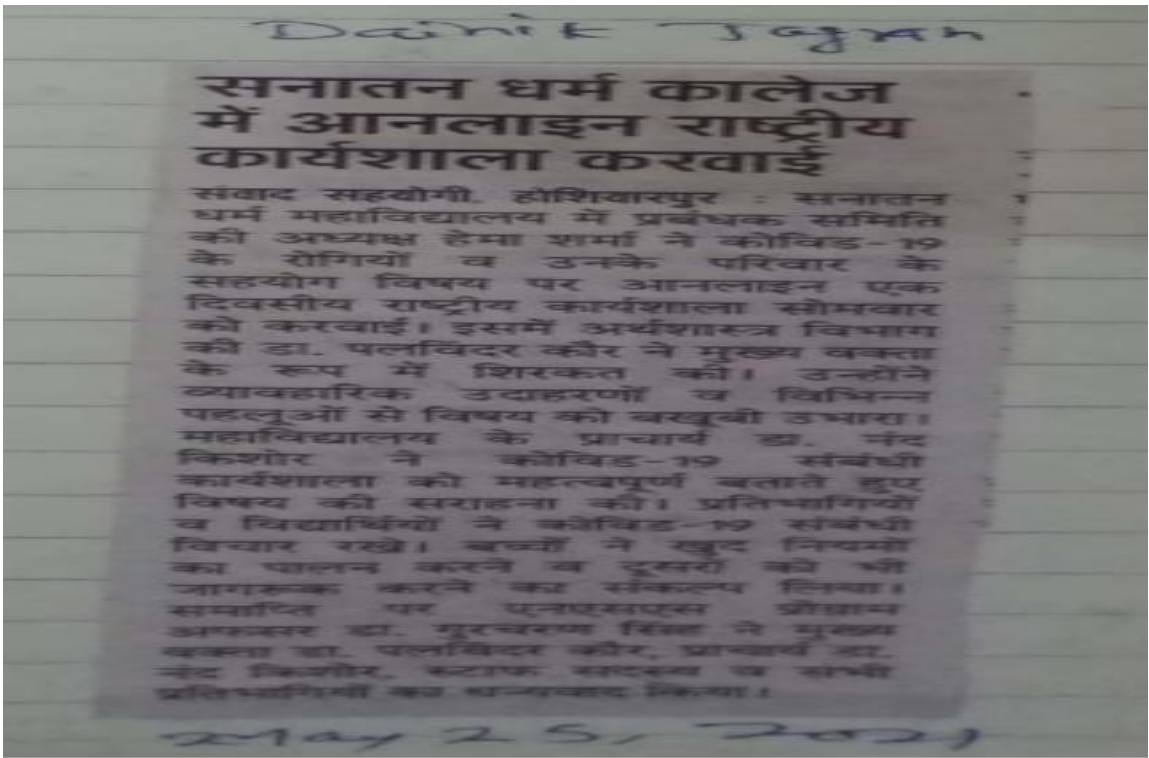 Dainik Jagran
सनातन धर्म कालेज
में आनलाइन राष्ट्रीय
कार्यशाला करवाई
संवाद सहयोगी, होशियारपुर : सनातन
धर्म महाविद्यालय में प्रबंधक समिति
की अध्यक्ष हेमा शर्मा ने कोविड-19
के रोगियों व उनके परिवार के
सहयोग विषय पर आनलाइन एक
दिवसीय राष्ट्रीय कार्यशाला सोमवार
को करवाई। इसमें अर्थशास्त्र विभाग
की डा. पलविंदर कौर ने मुख्य वक्ता
के रूप में शिरकत की। उन्होंने
व्यावहारिक उदाहरणों व विभिन्न
पहलूओं से विषय को बखूबी उभारा।
महाविद्यालय के प्राचार्य डा. नंद
किशोर ने कोविड-19 संबंधी
कार्यशाला को महत्वपूर्ण बताते हुए
विषय की सराहना की। प्रतिभागियों
व विद्यार्थियों ने कोविड-19 संबंधी
विचार रखे। बच्चों ने खुद नियमों
का पालन करने व दूसरों को भी
जागरूक करने का संकल्प लिया।
समाप्ति पर एनएसएस प्रोग्राम
अफसर डा. गुरचरण सिंह ने मुख्य
वक्ता डा. पलविंदर कौर, प्राचार्य डा.
नंद किशोर, स्टाफ सदस्य व सभी
प्रतिभागियों का धन्यवाद किया।
May 25, 2021